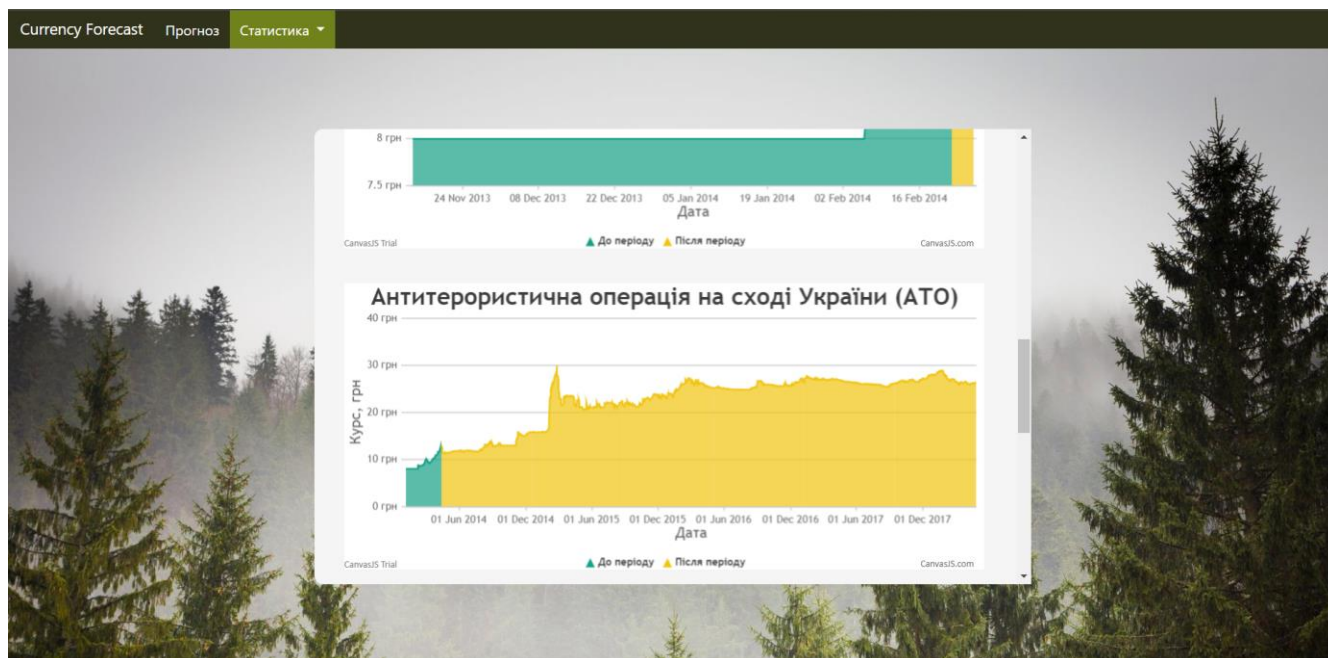 Currency Forecast Прогноз Статистика
8 грн
7.5 грн
24 Nov 2013 08 Dec 2013 22 Dec 2013 05 Jan 2014 19 Jan 2014 02 Feb 2014 16 Feb 2014
Дата
До періоду Після періоду
CanvasJS Trial CanvasJS.com
Антитерористична операція на сході України (АТО)
40 грн
30 грн
20 грн
10 грн
0 грн
Курс, грн
01 Jun 2014 01 Dec 2014 01 Jun 2015 01 Dec 2015 01 Jun 2016 01 Dec 2016 01 Jun 2017 01 Dec 2017
Дата
До періоду Після періоду
CanvasJS Trial CanvasJS.com